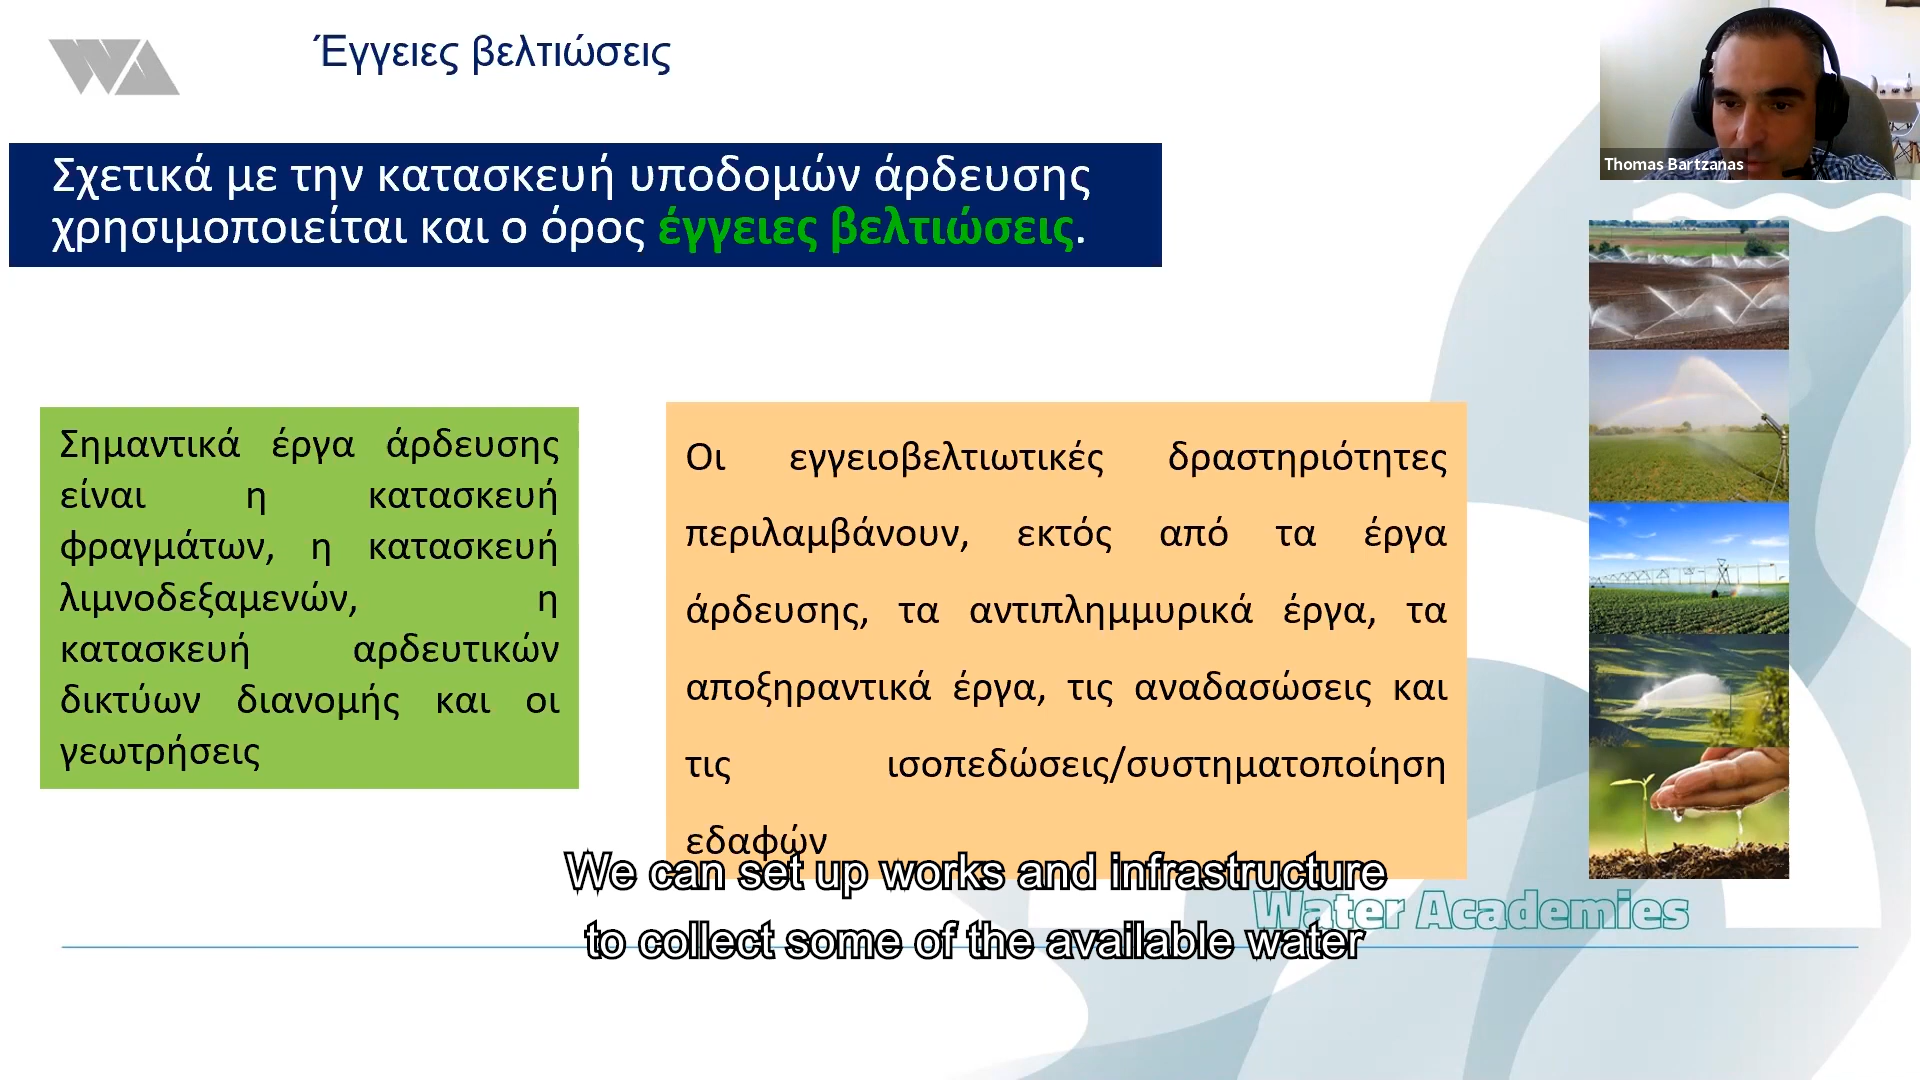 WA
Έγγειες βελτιώσεις
Thomas Bartzanas
Σχετικά με την κατασκευή υποδομών άρδευσης
χρησιμοποιείται και ο όρος έγγειες βελτιώσεις.
Σημαντικά έργα άρδευσης
είναι η κατασκευή
φραγμάτων, η κατασκευή
λιμνοδεξαμενών, η
κατασκευή αρδευτικών
δικτύων διανομής και οι
γεωτρήσεις
Οι εγγειοβελτιωτικές δραστηριότητες
περιλαμβάνουν, εκτός από τα έργα
άρδευσης, τα αντιπλημμυρικά έργα, τα
αποξηραντικά έργα, τις αναδασώσεις και
τις ισοπεδώσεις/συστηματοποίηση
εδαφών
We can set up works and infrastructure
to collect some of the available water
Water Academies